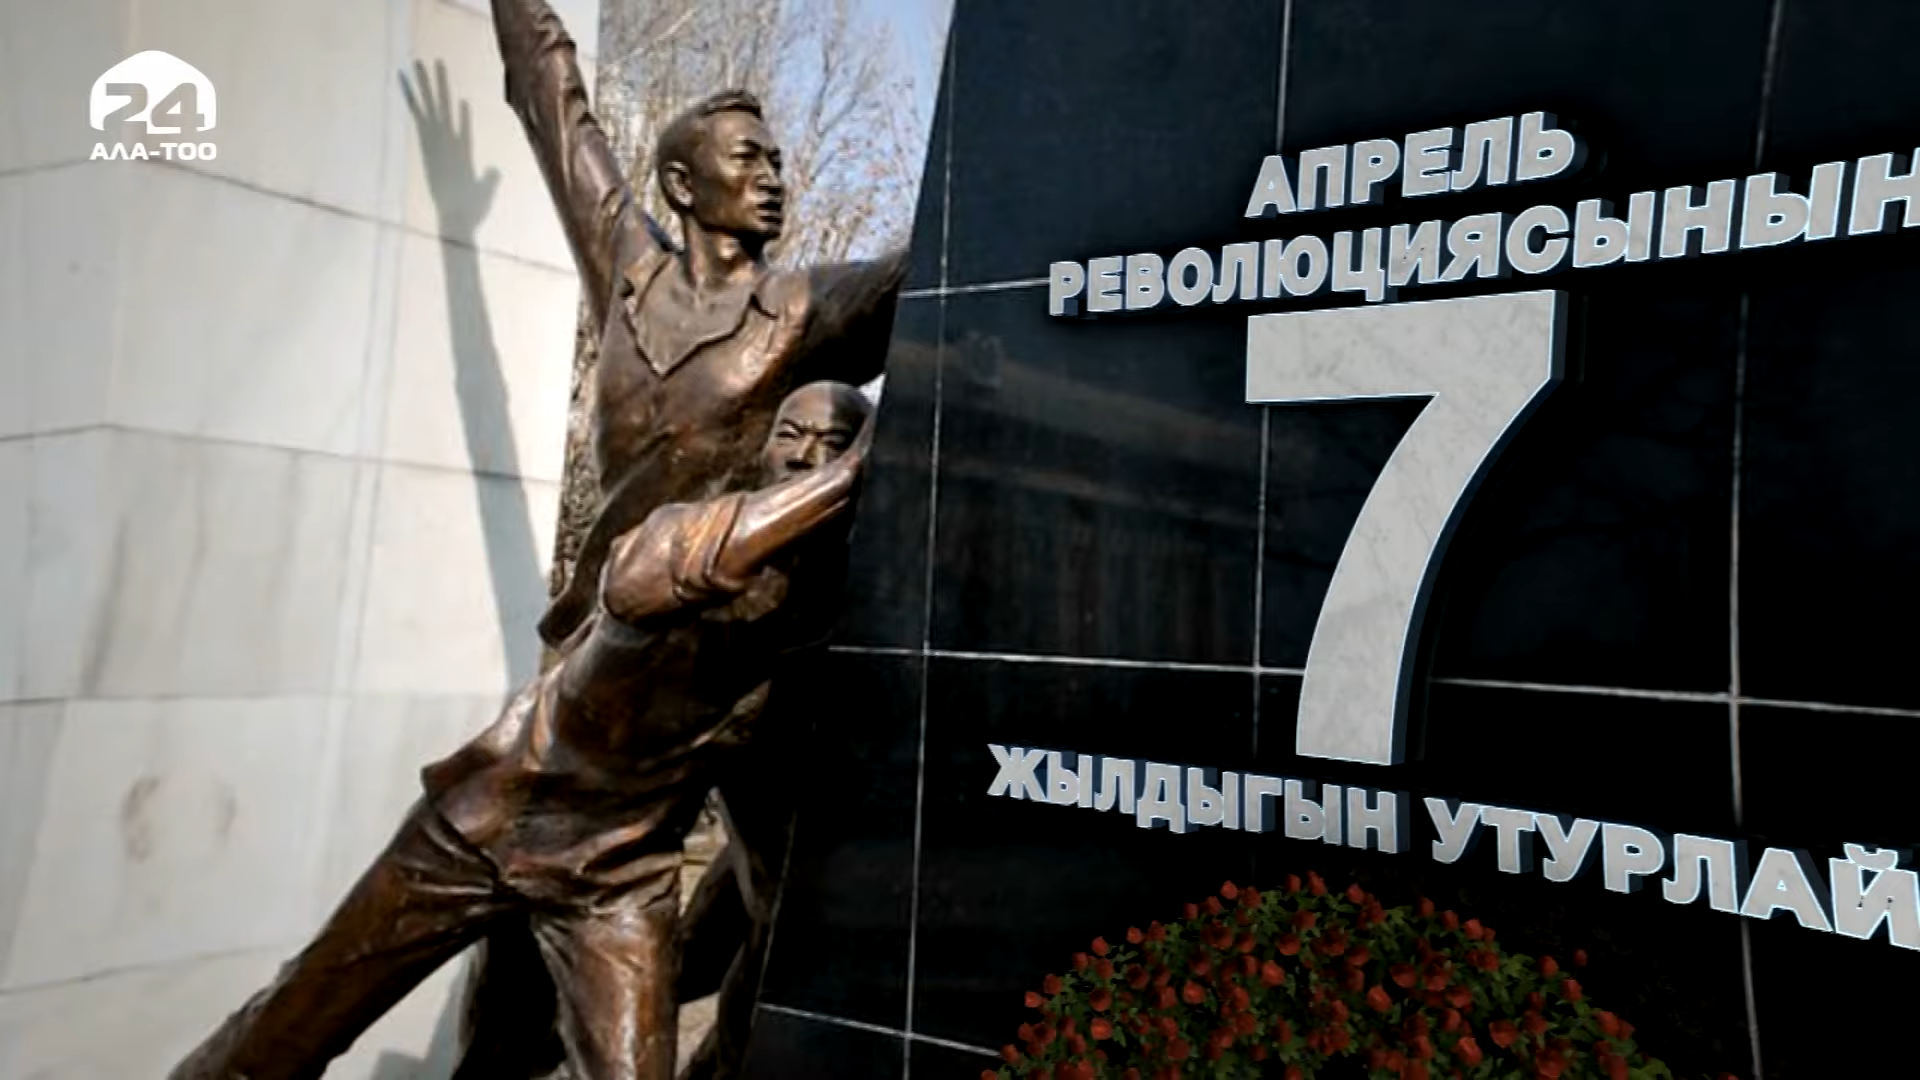 24
АЛА-ТОО
АПРЕЛЬ
РЕВОЛЮЦИЯСЫНЫН
7
ЖЫЛДЫГЫН УТУРЛАЙ